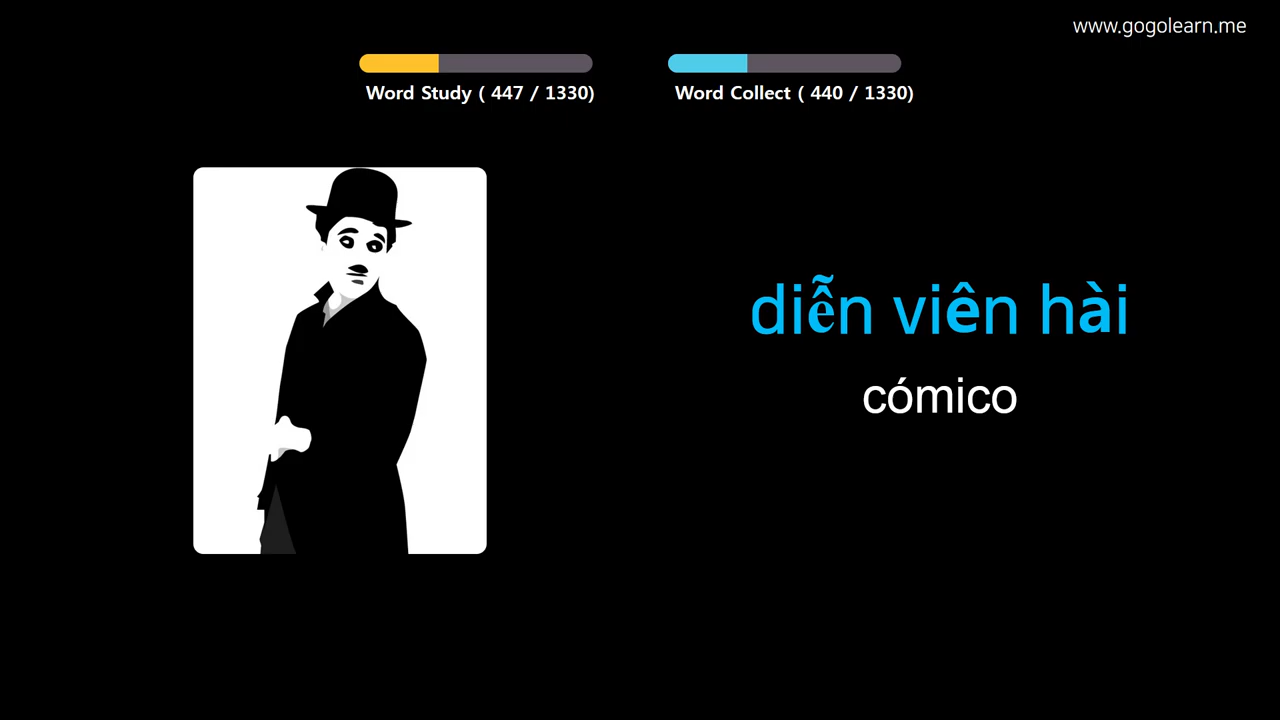 www.gogolearn.me
Word Study ( 447 / 1330)
Word Collect ( 440 / 1330)
diễn viên hài
cómico